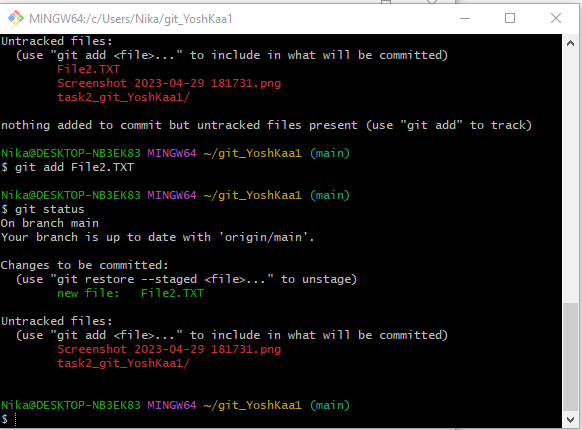 MINGW64:/c/Users/Nika/git_YoshKaa1
Untracked files:
  (use "git add <file>..." to include in what will be committed)
        File2.TXT
        Screenshot 2023-04-29 181731.png
        task2_git_YoshKaa1/

nothing added to commit but untracked files present (use "git add" to track)

Nika@DESKTOP-NB3EK83 MINGW64 ~/git_YoshKaa1 (main)
$ git add File2.TXT

Nika@DESKTOP-NB3EK83 MINGW64 ~/git_YoshKaa1 (main)
$ git status
On branch main
Your branch is up to date with 'origin/main'.

Changes to be committed:
  (use "git restore --staged <file>..." to unstage)
        new file:   File2.TXT

Untracked files:
  (use "git add <file>..." to include in what will be committed)
        Screenshot 2023-04-29 181731.png
        task2_git_YoshKaa1/


Nika@DESKTOP-NB3EK83 MINGW64 ~/git_YoshKaa1 (main)
$